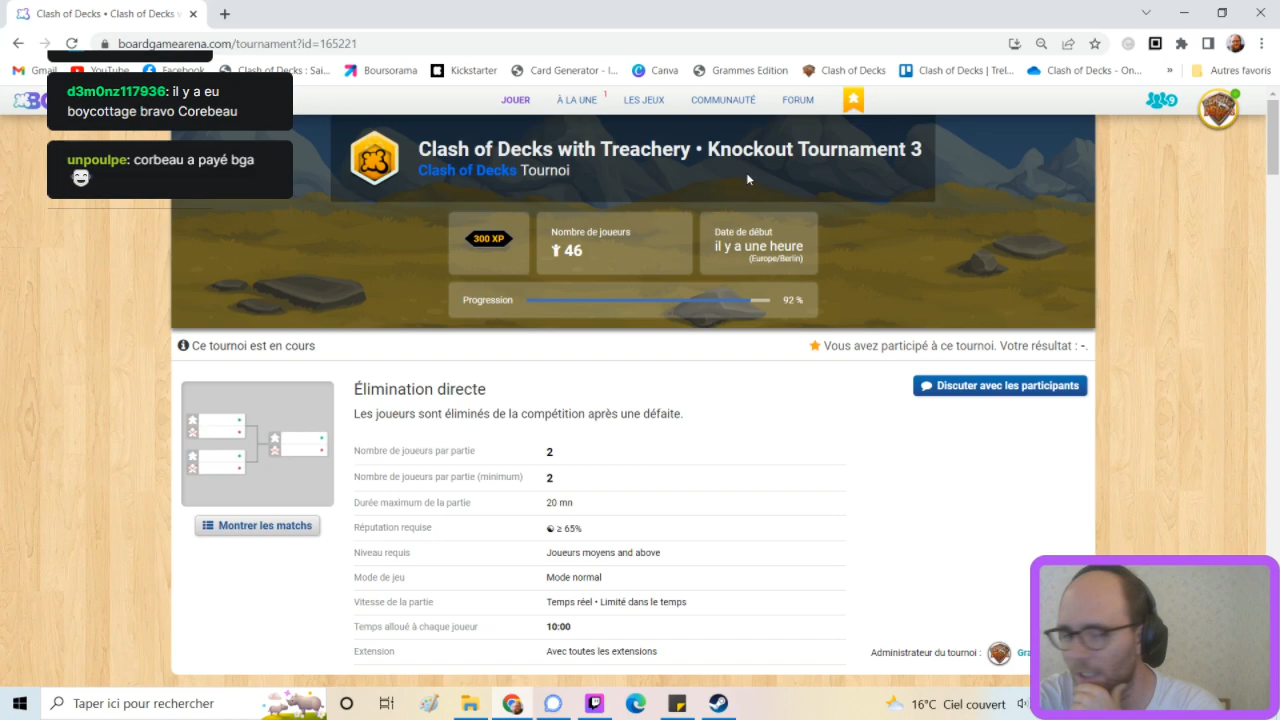 Clash of Decks • Clash of Decks
boardgamearena.com/tournament?id=165221
Gmail
YouTube
Facebook
Clash of Decks : Sai...
Boursorama
Kickstarter
Card Generator - I...
Canva
Grammes Edition
Clash of Decks
Clash of Decks | Trel...
Clash of Decks - On...
»
Autres favoris
d3m0nz117936: il y a eu
boycottage bravo Corebeau
unpoulpe: corbeau a payé bga
JOUER
À LA UNE
1
LES JEUX
COMMUNAUTÉ
FORUM
9
Clash of Decks with Treachery • Knockout Tournament 3
Clash of Decks Tournoi
300 XP
Nombre de joueurs
46
Date de début
il y a une heure
(Europe/Berlin)
Progression
92 %
Ce tournoi est en cours
Vous avez participé à ce tournoi. Votre résultat : -.
Élimination directe
Discuter avec les participants
Les joueurs sont éliminés de la compétition après une défaite.
Nombre de joueurs par partie 2
Nombre de joueurs par partie (minimum) 2
Durée maximum de la partie 20 mn
Montrer les matchs
Réputation requise ≥ 65%
Niveau requis Joueurs moyens and above
Mode de jeu Mode normal
Vitesse de la partie Temps réel • Limité dans le temps
Temps alloué à chaque joueur 10:00
Extension Avec toutes les extensions
Administrateur du tournoi : Gra
Taper ici pour rechercher
16°C Ciel couvert